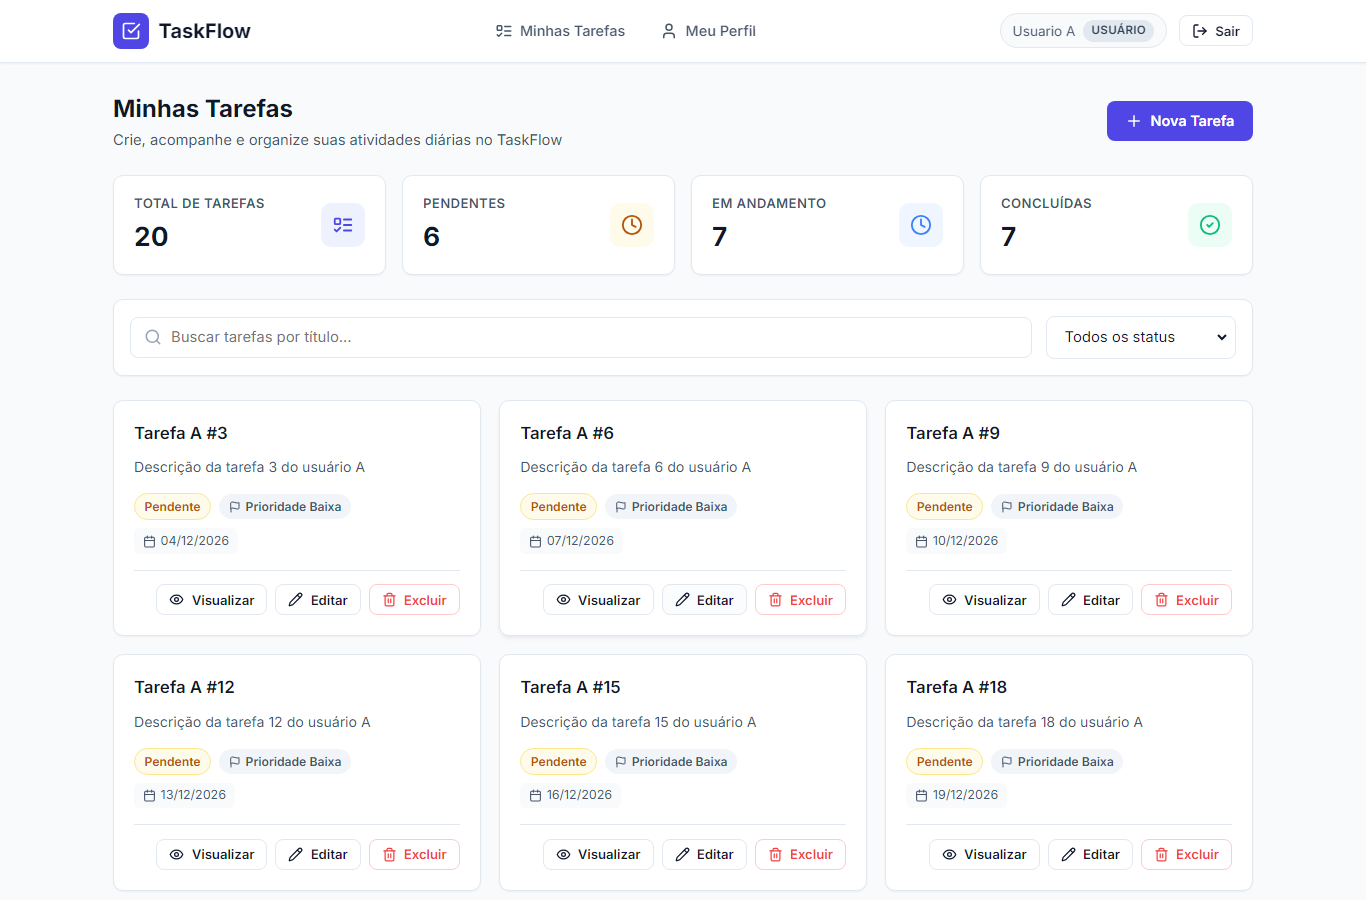 TaskFlow
Minhas Tarefas
Meu Perfil
Usuario A USUÁRIO
Sair
Minhas Tarefas
Crie, acompanhe e organize suas atividades diárias no TaskFlow
+ Nova Tarefa
TOTAL DE TAREFAS
20
PENDENTES
6
EM ANDAMENTO
7
CONCLUÍDAS
7
Buscar tarefas por título...
Todos os status
Tarefa A #3
Descrição da tarefa 3 do usuário A
Pendente Prioridade Baixa
04/12/2026
Visualizar Editar Excluir
Tarefa A #6
Descrição da tarefa 6 do usuário A
Pendente Prioridade Baixa
07/12/2026
Visualizar Editar Excluir
Tarefa A #9
Descrição da tarefa 9 do usuário A
Pendente Prioridade Baixa
10/12/2026
Visualizar Editar Excluir
Tarefa A #12
Descrição da tarefa 12 do usuário A
Pendente Prioridade Baixa
13/12/2026
Visualizar Editar Excluir
Tarefa A #15
Descrição da tarefa 15 do usuário A
Pendente Prioridade Baixa
16/12/2026
Visualizar Editar Excluir
Tarefa A #18
Descrição da tarefa 18 do usuário A
Pendente Prioridade Baixa
19/12/2026
Visualizar Editar Excluir